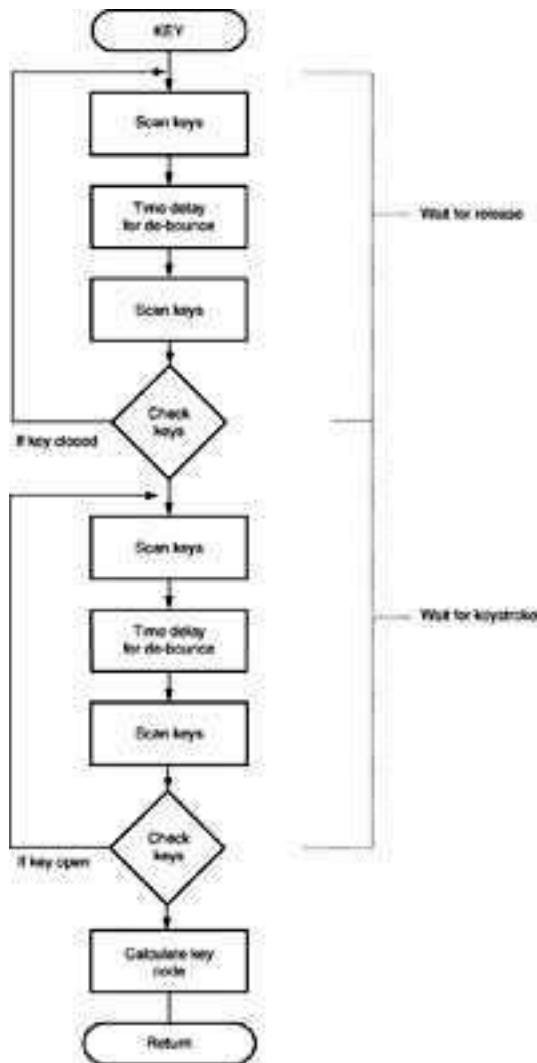 KEY
Scan keys
Time delay
for de-bounce
Wait for release
Scan keys
Check
keys
If key closed
Scan keys
Time delay
for de-bounce
Wait for keystroke
Scan keys
Check
keys
If key open
Calculate key
code
Return